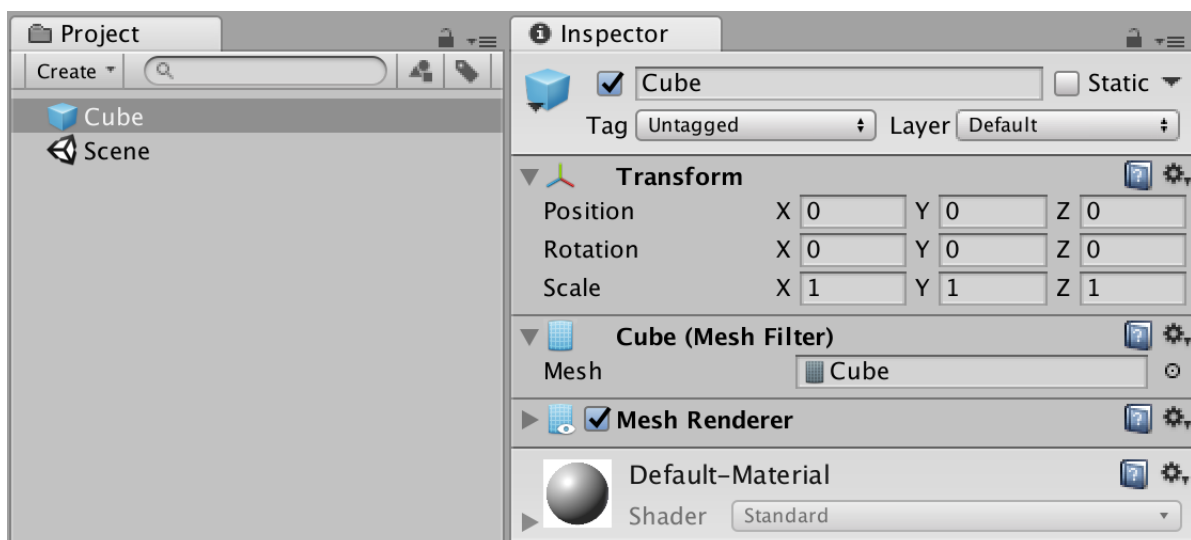 Project
Create
Cube
Scene
Inspector
Cube Static
Tag Untagged Layer Default
Transform
Position X 0 Y 0 Z 0
Rotation X 0 Y 0 Z 0
Scale X 1 Y 1 Z 1
Cube (Mesh Filter)
Mesh Cube
Mesh Renderer
Default-Material
Shader Standard